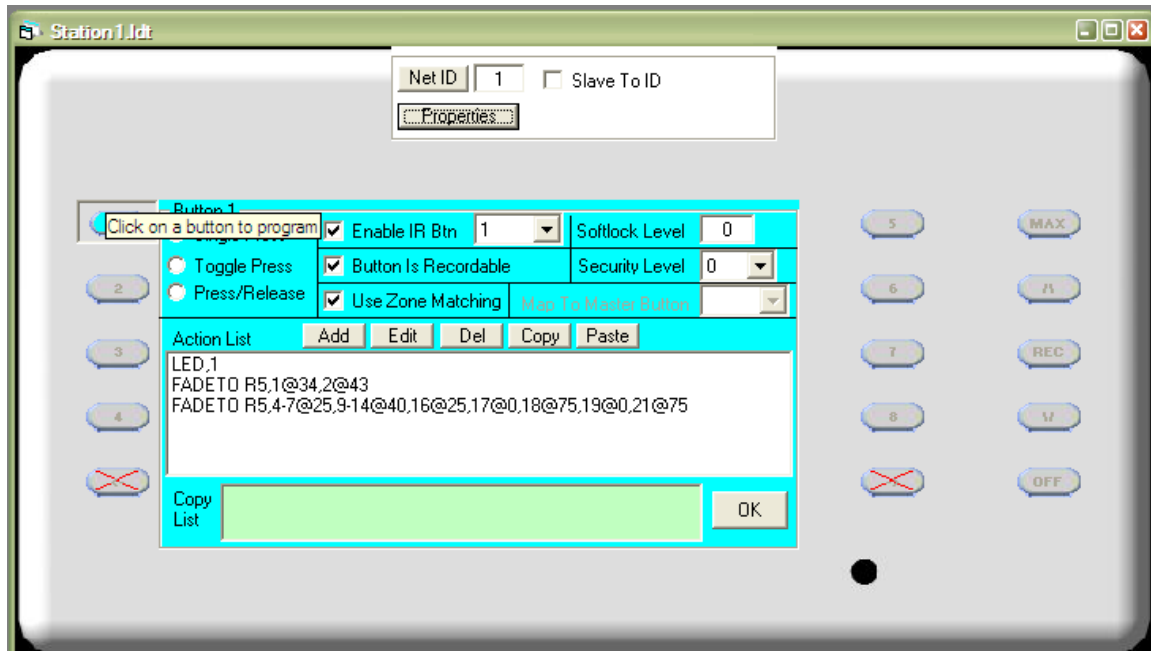 Station1.ldt
Net ID 1 Slave To ID
Properties
Button 1
Click on a button to program
Enable IR Btn 1 Softlock Level 0
Toggle Press Button Is Recordable Security Level 0
Press/Release Use Zone Matching Map To Master Button
Action List Add Edit Del Copy Paste
LED,1
FADETO R5,1@34,2@43
FADETO R5,4-7@25,9-14@40,16@25,17@0,18@75,19@0,21@75
Copy
List
OK
2
3
4
5
6
7
8
MAX
REC
OFF